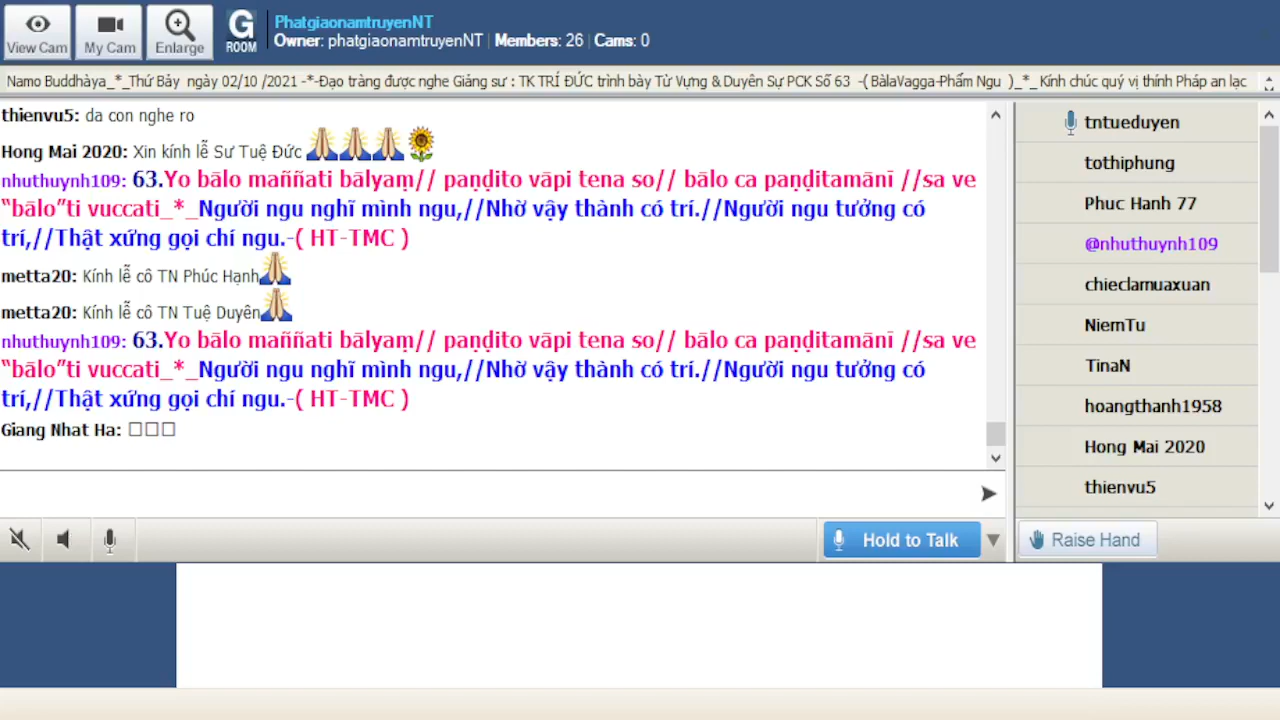 View Cam
My Cam
Enlarge
G
ROOM
PhatgiaonamtruyenNT
Owner: phatgiaonamtruyenNT | Members: 26 | Cams: 0
Namo Buddhàya_*_Thứ Bảy ngày 02/10 /2021 -*-Đạo tràng được nghe Giảng sư : TK TRÍ ĐỨC trình bày Từ Vựng & Duyên Sự PCK Số 63 -( BàlaVagga-Phẩm Ngu )_*_ Kính chúc quý vị thính Pháp an lạc
thienvu5: da con nghe ro
Hong Mai 2020: Xin kính lễ Sư Tuệ Đức
nhuthuynh109: 63.Yo bālo maññati bālyaṃ// paṇḍito vāpi tena so// bālo ca paṇḍitamānī //sa ve
“bālo”ti vuccati_*_Người ngu nghĩ mình ngu,//Nhờ vậy thành có trí.//Người ngu tưởng có
trí,//Thật xứng gọi chí ngu.-( HT-TMC )
metta20: Kính lễ cô TN Phúc Hạnh
metta20: Kính lễ cô TN Tuệ Duyên
nhuthuynh109: 63.Yo bālo maññati bālyaṃ// paṇḍito vāpi tena so// bālo ca paṇḍitamānī //sa ve
“bālo”ti vuccati_*_Người ngu nghĩ mình ngu,//Nhờ vậy thành có trí.//Người ngu tưởng có
trí,//Thật xứng gọi chí ngu.-( HT-TMC )
Giang Nhat Ha: □□□
tntueduyen
tothiphung
Phuc Hanh 77
@nhuthuynh109
chieclamuaxuan
NiemTu
TinaN
hoangthanh1958
Hong Mai 2020
thienvu5
Hold to Talk
Raise Hand